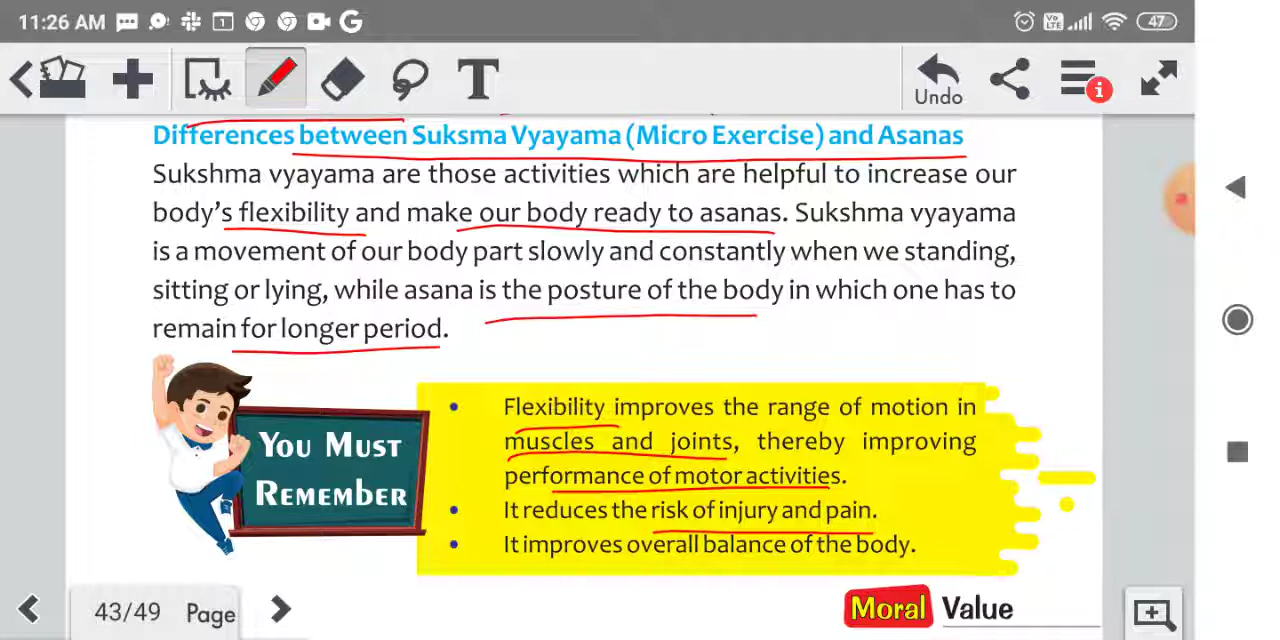 11:26 AM
1
Vo LTE
47
T
Undo
i
Differences between Suksma Vyayama (Micro Exercise) and Asanas
Sukshma vyayama are those activities which are helpful to increase our
body's flexibility and make our body ready to asanas. Sukshma vyayama
is a movement of our body part slowly and constantly when we standing,
sitting or lying, while asana is the posture of the body in which one has to
remain for longer period.
You Must
Remember
• Flexibility improves the range of motion in
muscles and joints, thereby improving
performance of motor activities.
• It reduces the risk of injury and pain.
• It improves overall balance of the body.
43/49 Page
Moral Value